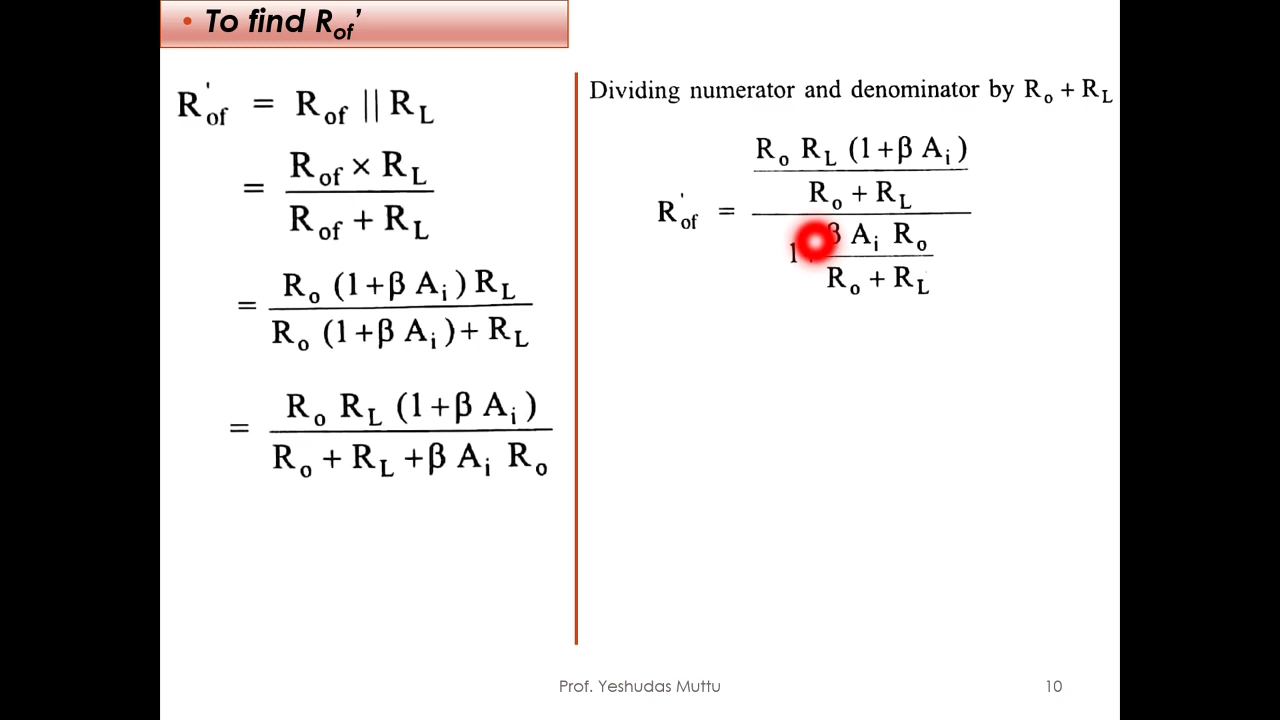 • To find Rof’
R'of = Rof || RL
= Rof × RL
Rof + RL
= Ro (1+β Ai) RL
Ro (1+β Ai)+ RL
= Ro RL (1+β Ai)
Ro + RL +β Ai Ro
Dividing numerator and denominator by Ro + RL
Ro RL (1+β Ai)
Ro + RL
R'of =
β Ai Ro
1
Ro + RL
Prof. Yeshudas Muttu
10